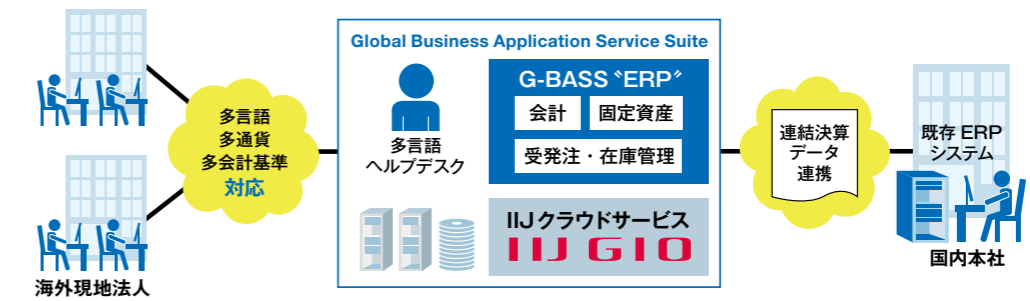 海外現地法人
多言語
多通貨
多会計基準
対応
Global Business Application Service Suite
多言語
ヘルプデスク
G-BASS〝ERP〟
会計
固定資産
受発注・在庫管理
IIJクラウドサービス
IIJ GIO
連結決算
データ
連携
既存 ERP
システム
国内本社